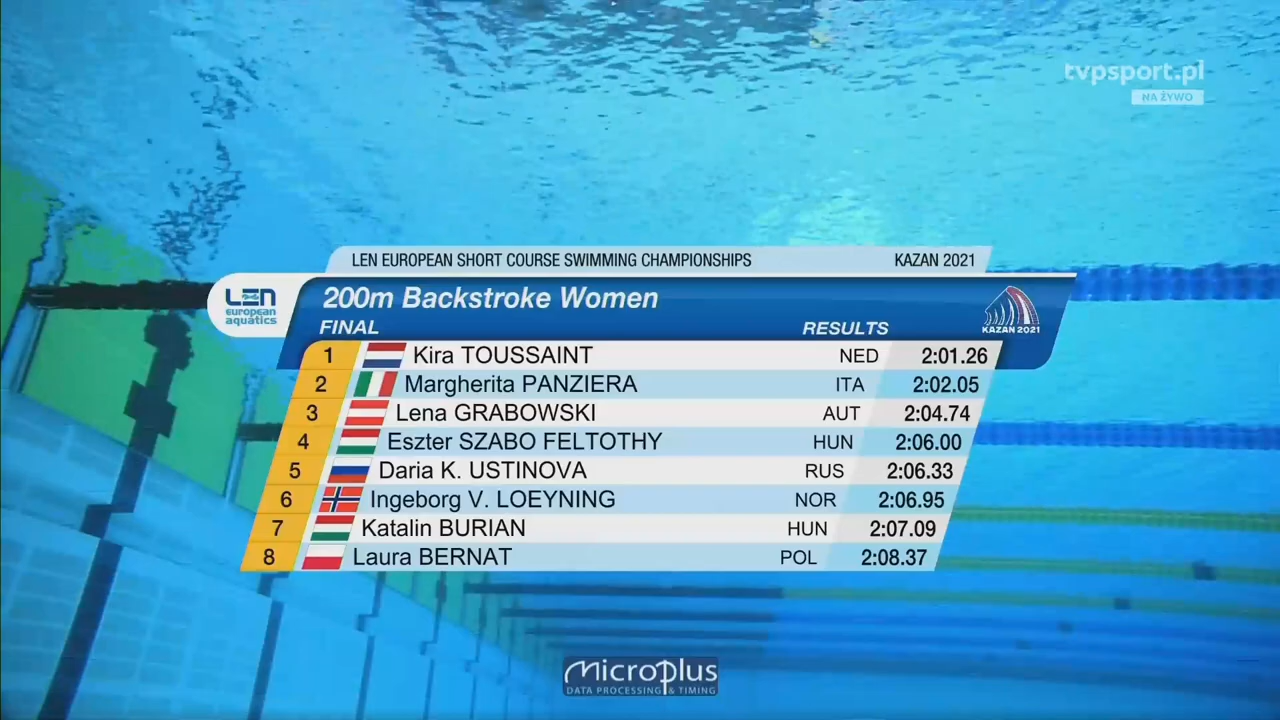 tvpsport.pl
NA ŻYWO
LEN EUROPEAN SHORT COURSE SWIMMING CHAMPIONSHIPS KAZAN 2021
LEN european aquatics
200m Backstroke Women
KAZAN 2021
FINAL RESULTS
1 Kira TOUSSAINT NED 2:01.26
2 Margherita PANZIERA ITA 2:02.05
3 Lena GRABOWSKI AUT 2:04.74
4 Eszter SZABO FELTOTHY HUN 2:06.00
5 Daria K. USTINOVA RUS 2:06.33
6 Ingeborg V. LOEYNING NOR 2:06.95
7 Katalin BURIAN HUN 2:07.09
8 Laura BERNAT POL 2:08.37
Microplus
DATA PROCESSING & TIMING